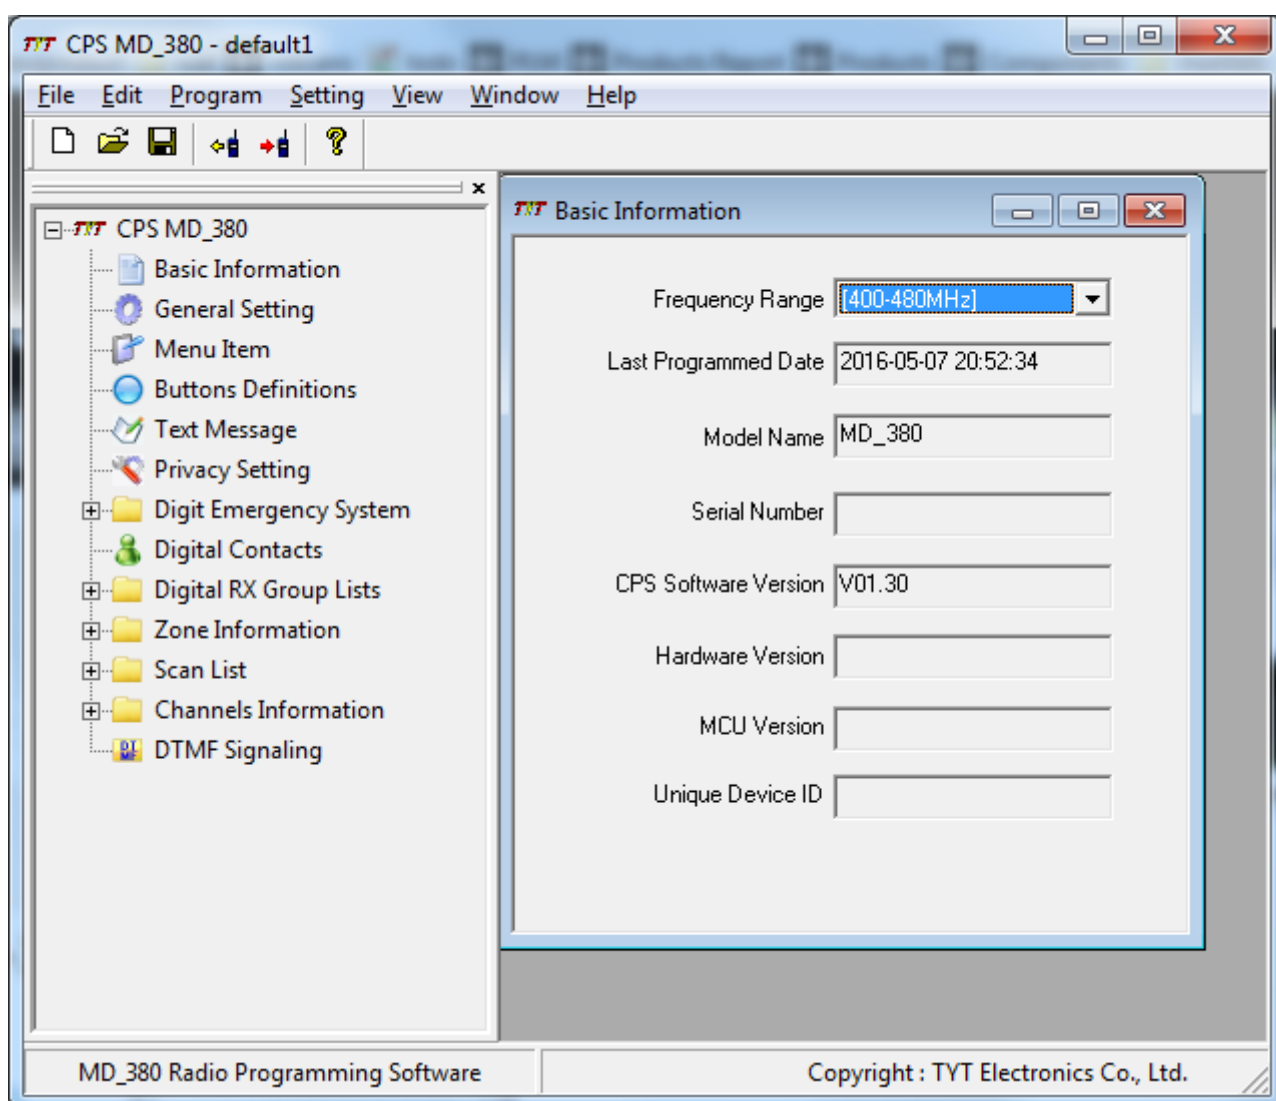 TYT CPS MD_380 - default1
File Edit Program Setting View Window Help
TYT CPS MD_380
Basic Information
General Setting
Menu Item
Buttons Definitions
Text Message
Privacy Setting
Digit Emergency System
Digital Contacts
Digital RX Group Lists
Zone Information
Scan List
Channels Information
DTMF Signaling
TYT Basic Information
Frequency Range [400-480MHz]
Last Programmed Date 2016-05-07 20:52:34
Model Name MD_380
Serial Number
CPS Software Version V01.30
Hardware Version
MCU Version
Unique Device ID
MD_380 Radio Programming Software
Copyright : TYT Electronics Co., Ltd.